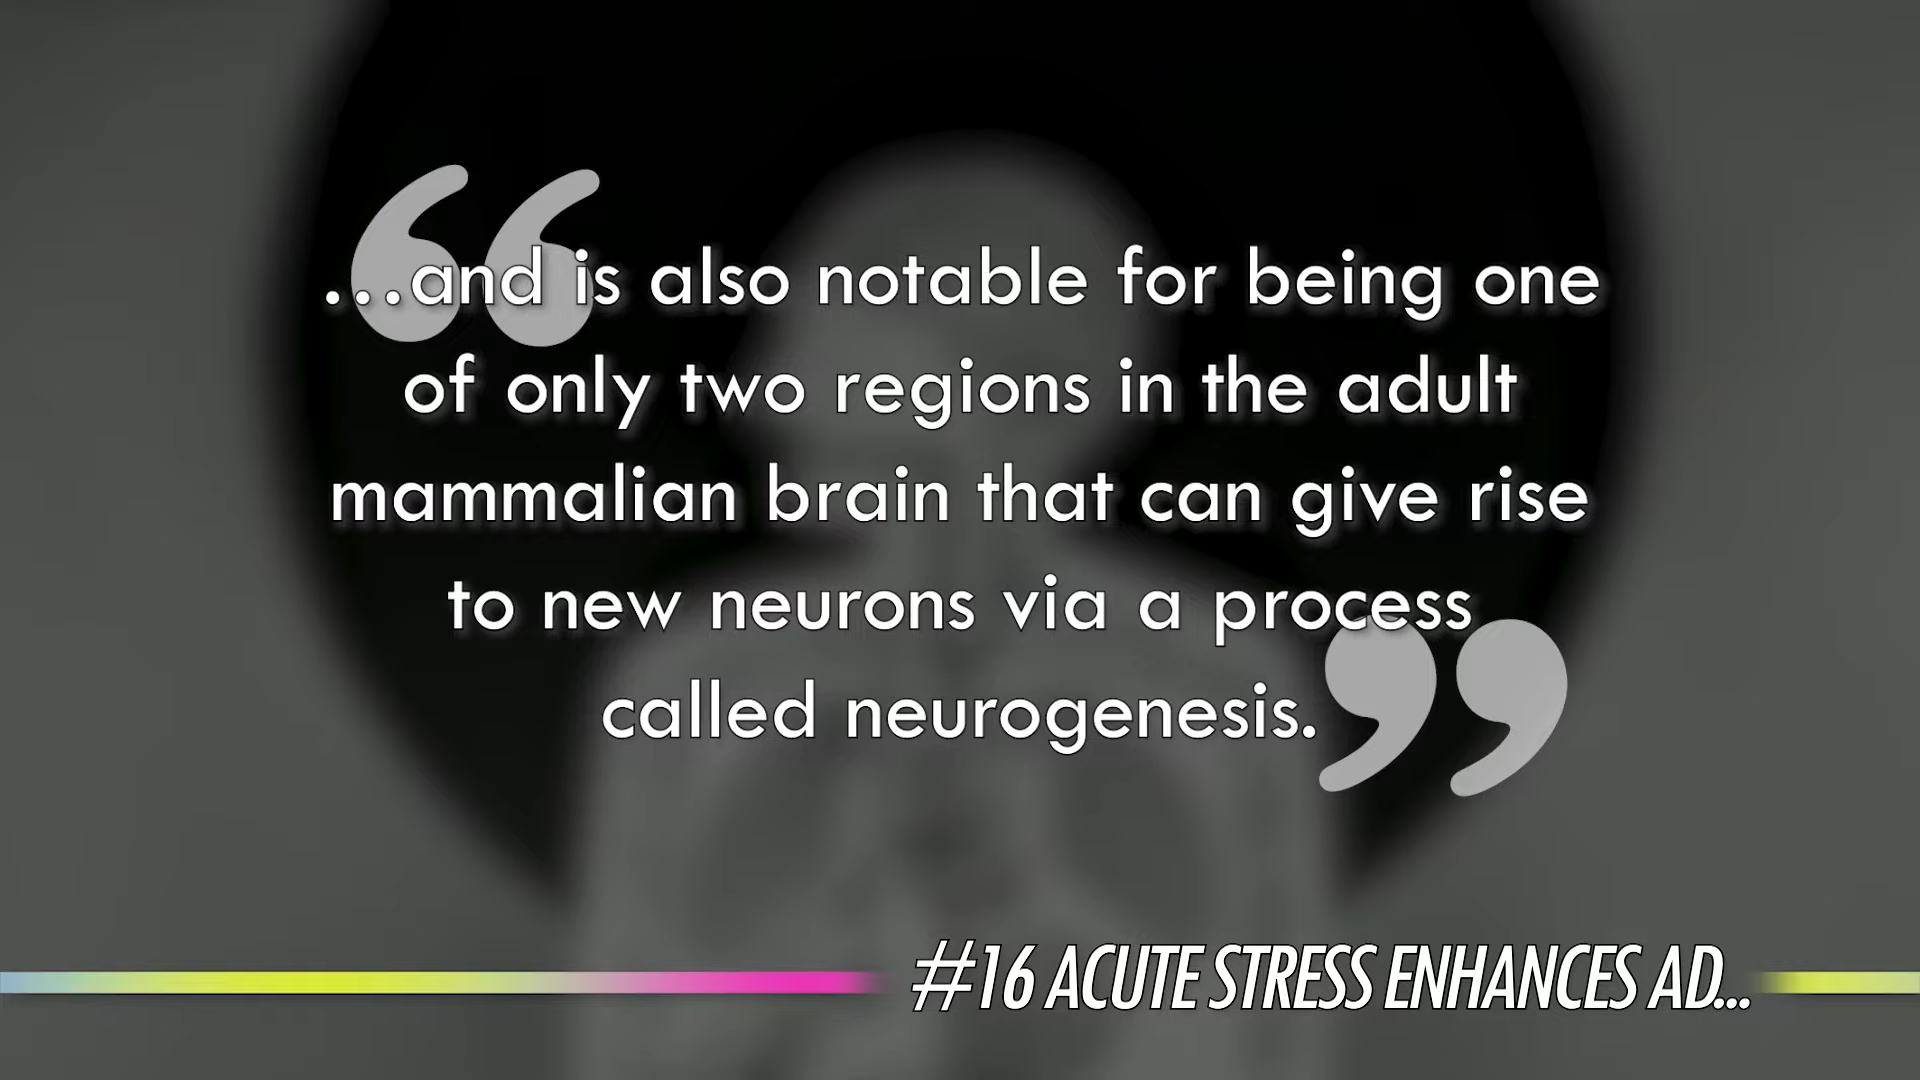 …and is also notable for being one
of only two regions in the adult
mammalian brain that can give rise
to new neurons via a process
called neurogenesis.
#16 ACUTE STRESS ENHANCES AD...